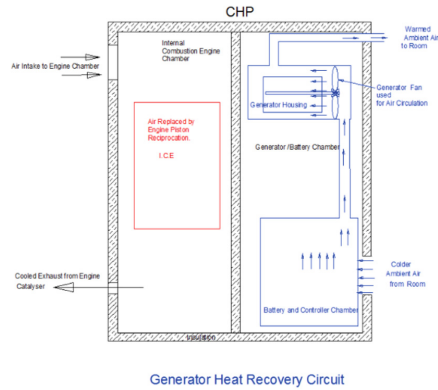 CHP
Warmed
Ambient Air
to Room
Internal
Combustion Engine
Chamber
Air Intake to Engine Chamber
Generator Fan
used
for Air Circulation
Generator Housing
Air Replaced by
Engine Piston
Reciprocation.
I.C.E
Generator /Battery Chamber
Cooled Exhaust from Engine
Catalyser
Colder
Ambient Air
from Room
Battery and Controller Chamber
Insulation
Generator Heat Recovery Circuit